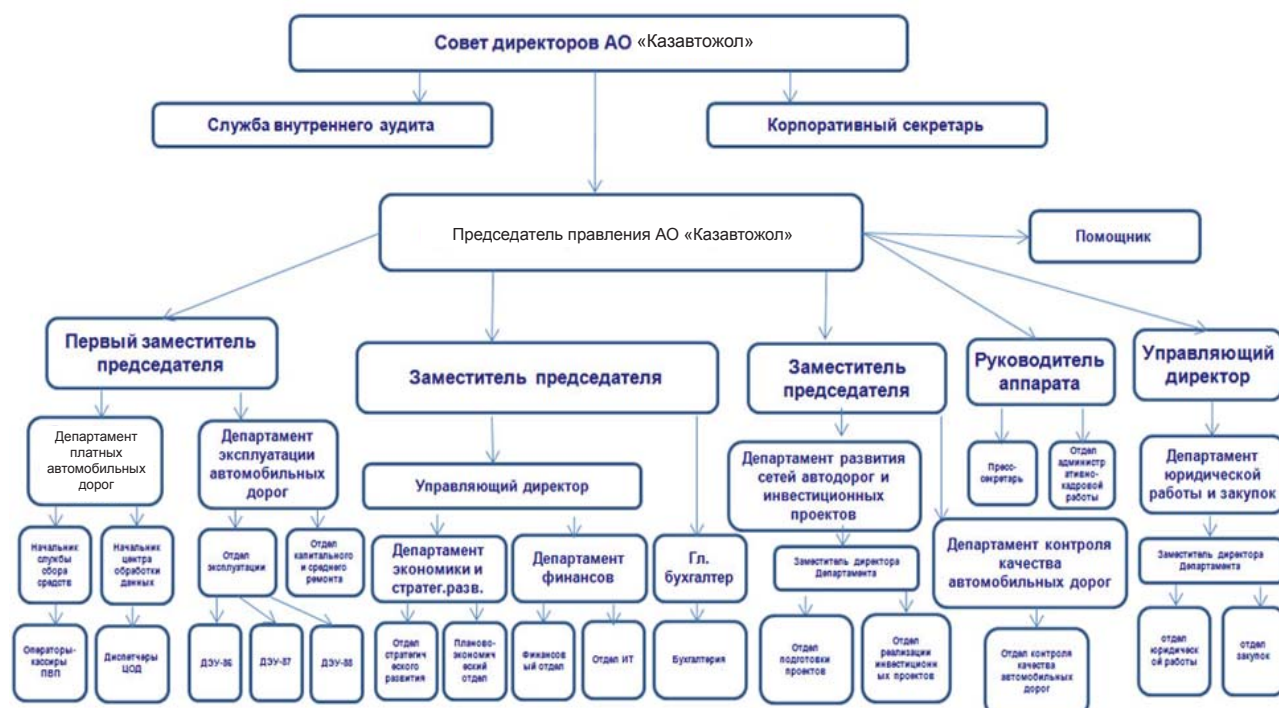 Совет директоров АО «Казавтожол»
Служба внутреннего аудита
Корпоративный секретарь
Председатель правления АО «Казавтожол»
Помощник
Первый заместитель
председателя
Заместитель председателя
Заместитель
председателя
Руководитель
аппарата
Управляющий
директор
Департамент
платных
автомобильных
дорог
Департамент
эксплуатации
автомобильных
дорог
Управляющий директор
Департамент развития
сетей автодорог и
инвестиционных
проектов
Пресс-
секретарь
Отдел
администр
ативно-
кадровой
работы
Департамент
юридической
работы и закупок
Начальник
службы
сбора
средств
Начальник
центра
обработки
данных
Отдел
эксплуатации
Отдел
капитального
и среднего
ремонта
Департамент
экономики и
стратег.разв.
Департамент
финансов
Гл.
бухгалтер
Заместитель директора
Департамента
Департамент контроля
качества
автомобильных дорог
Заместитель директора
Департамента
Операторы-
кассиры
ПВП
Диспетчеры
ЦОД
ДЭУ-86
ДЭУ-87
ДЭУ-88
Отдел
стратегич
еского
развития
Планово-
экономич
еский
отдел
Финансов
ый отдел
Отдел ИТ
Бухгалтерия
Отдел
подготовки
проектов
Отдел
реализации
инвестиционн
ых проектов
Отдел контроля
качества
автомобильных
дорог
отдел
юридическ
ой работы
отдел
закупок